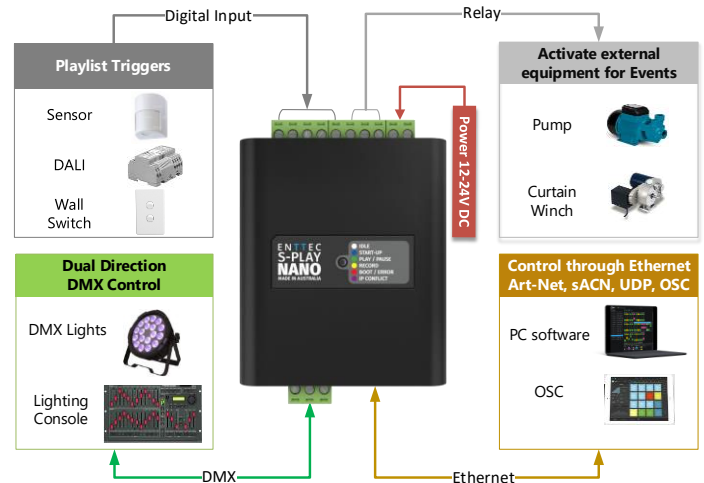 Digital Input
Relay
Playlist Triggers
Sensor
DALI
Wall
Switch
Activate external
equipment for Events
Pump
Curtain
Winch
Power 12-24V DC
ENTTEC
S-PLAY
NANO
MADE IN AUSTRALIA
IDLE
START-UP
PLAY / PAUSE
RECORD
BOOT / ERROR
IP CONFLICT
Dual Direction
DMX Control
DMX Lights
Lighting
Console
Control through Ethernet
Art-Net, sACN, UDP, OSC
PC software
OSC
DMX
Ethernet